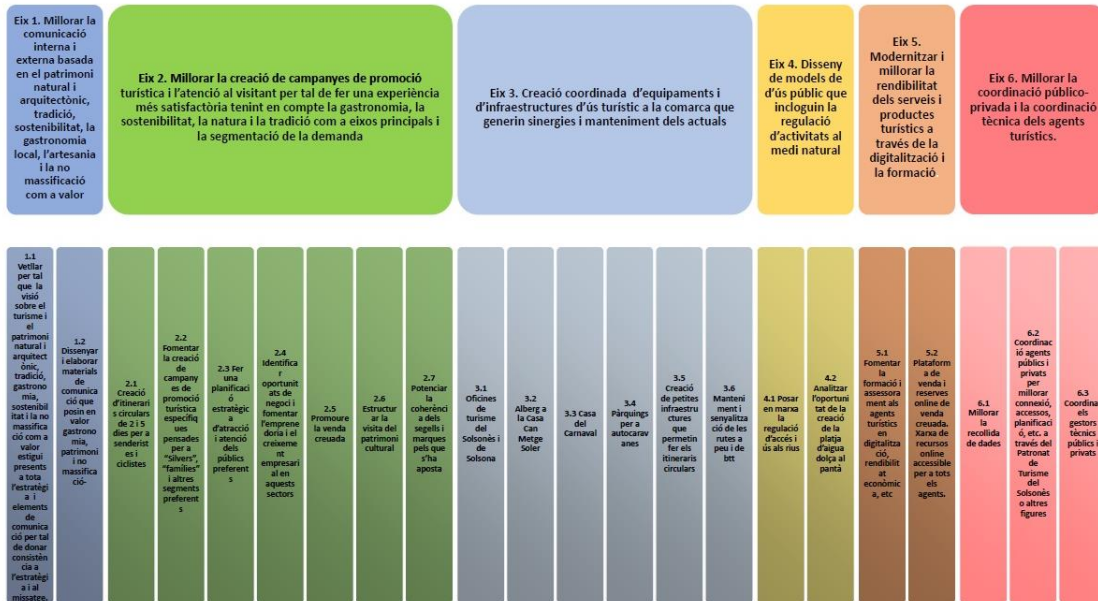 Eix 1. Millorar la
comunicació
interna i
externa basada
en el patrimoni
natural i
arquitectònic,
tradició,
sostenibilitat, la
gastronomia
local, l'artesania
i la no
massificació
com a valor
Eix 2. Millorar la creació de campanyes de promoció
turística i l'atenció al visitant per tal de fer una experiència
més satisfactòria tenint en compte la gastronomia, la
sostenibilitat, la natura i la tradició com a eixos principals i
la segmentació de la demanda
Eix 3. Creació coordinada d'equipaments i
d'infraestructures d'ús turístic a la comarca que
generin sinergies i manteniment dels actuals
Eix 4. Disseny
de models
d'ús públic que
incloguin la
regulació
d'activitats al
medi natural
Eix 5.
Modernitzar i
millorar la
rendibilitat
dels serveis i
productes
turístics a
través de la
digitalització i
la formació
Eix 6. Millorar la
coordinació público-
privada i la coordinació
tècnica dels agents
turístics.
1.1
Vetllar
per tal
que la
visió
sobre el
turisme i
el
patrimoni
natural i
arquitect
ònic,
tradició,
gastrono
mia,
sostenibil
itat i la no
massifica
ció com a
valor
estigui
presents
a tota
l'estratègi
a i
elements
de
comunica
ció per tal
de donar
consistèn
cia a
l'estratègi
a i al
missatge.
1.2
Dissenyar
i elaborar
materials
de
comunica
ció que
posin en
valor
gastrono
mia,
patrimoni
i no
massifica
ció-
2.1
Creació
d'itinerari
s circulars
de 2 i 5
dies per a
senderist
es i
ciclistes
2.2
Fomentar
la creació
de
campany
es de
promoció
turística
específiq
ues
pensades
per a
"Silvers",
"famílies"
i altres
segments
preferent
s
2.3 Fer
una
planificaci
ó
estratègic
a
d'atracció
i atenció
dels
públics
preferent
s
2.4
Identifica
r
oportunit
ats de
negoci i
fomentar
l'emprene
doria i el
creixeme
nt
empresari
al en
aquests
sectors
2.5
Posar en
la venda
creuada
2.6
Estructur
ar la
visita del
patrimoni
cultural
2.7
Potenciar
la
coherènci
a dels
segells i
marques
pels que
s'ha
aposta
3.1
Oficines
de
turisme
del
Solsonès i
de
Solsona
3.2
Alberg a
la Casa
Can
Metge
Soler
3.3 Casa
del
Carnaval
3.4
Pàrquings
per a
autocarav
anes
3.5
Creació
de petites
infraestru
ctures
que
permetin
fer els
itineraris
circulars
3.6
Manteni
ment i
senyalitza
ció de les
rutes a
peu i de
btt
4.1 Posar
en marxa
la
regulació
d'accés i
ús als rius
4.2
Analitzar
l'oportuni
tat de la
creació
de la
platja
d'aigua
dolça al
pantà
5.1
Fomentar
la
formació i
assessora
ment als
agents
turístics
en
digitalitza
ció,
rendibilit
at
econòmic
a, etc
5.2
Plataform
a de
venda i
reserves
online de
venda
creuada.
Xarxa de
recursos
online
accessible
per a tots
els
agents.
6.1
Millorar
la
recollida
de dades
6.2
Coordinac
ió agents
públics i
privats
per
millorar
connexió,
accessos,
planificaci
ó, etc. a
través del
Patronat
de
Turisme
del
Solsonès
o altres
figures
6.3
Coordina
els
gestors
tècnics
públics i
privats